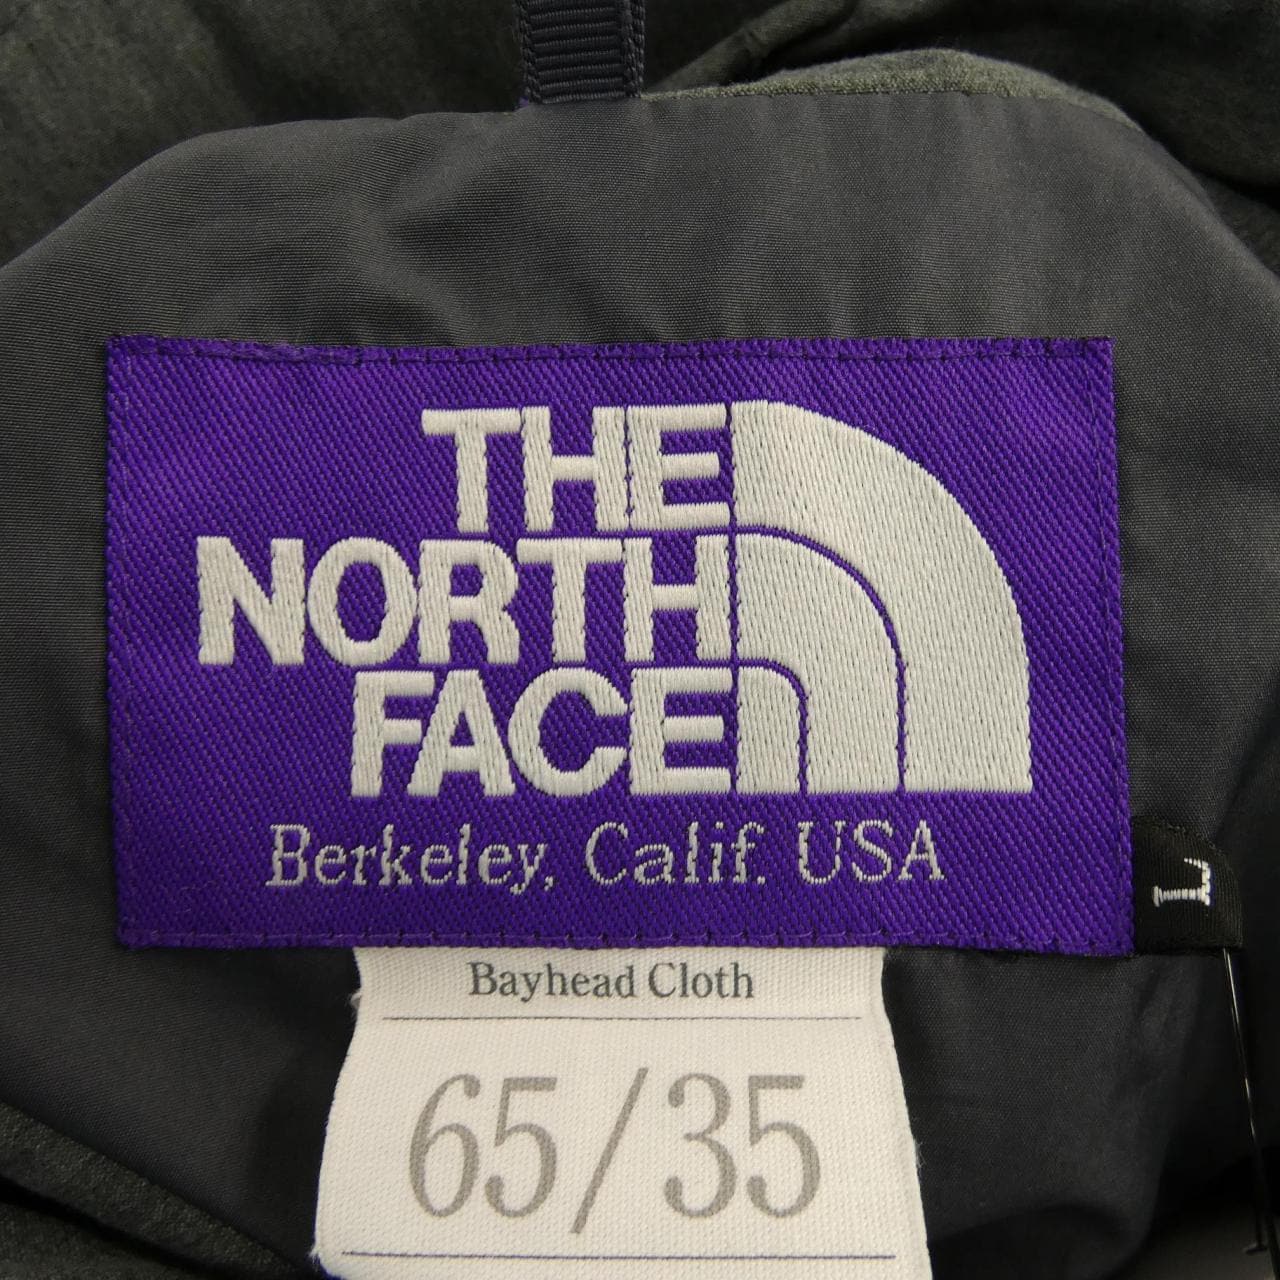 THE
NORTH
FACE
Berkeley, Calif. USA
L
Bayhead Cloth
65/35